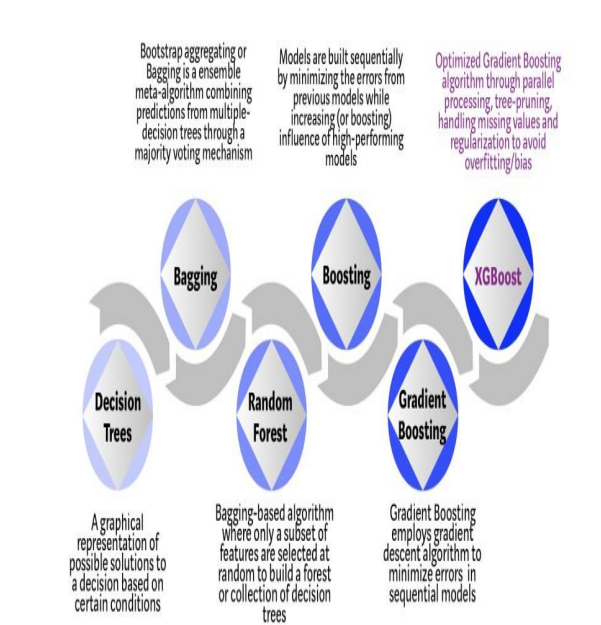 Bootstrap aggregating or
Bagging is a ensemble
meta-algorithm combining
predictions from multiple-
decision trees through a
majority voting mechanism
Models are built sequentially
by minimizing the errors from
previous models while
increasing (or boosting)
influence of high-performing
models
Optimized Gradient Boosting
algorithm through parallel
processing, tree-pruning,
handling missing values and
regularization to avoid
overfitting/bias
Bagging
Boosting
XGBoost
Decision
Trees
Random
Forest
Gradient
Boosting
A graphical
representation of
possible solutions to
a decision based on
certain conditions
Bagging-based algorithm
where only a subset of
features are selected at
random to build a forest
or collection of decision
trees
Gradient Boosting
employs gradient
descent algorithm to
minimize errors in
sequential models